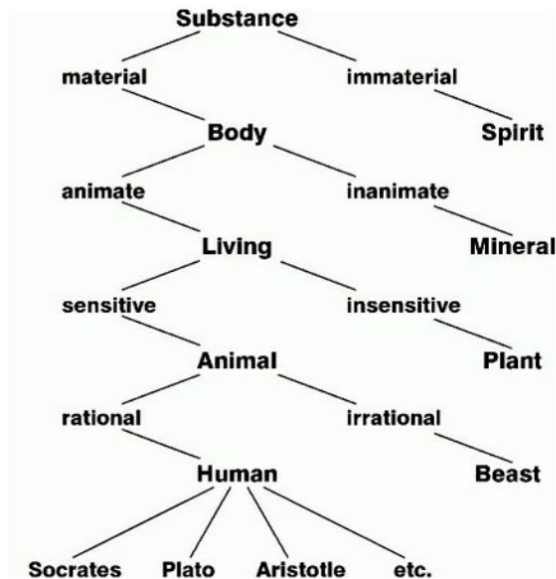 Substance
material immaterial
Body Spirit
animate inanimate
Living Mineral
sensitive insensitive
Animal Plant
rational irrational
Human Beast
Socrates Plato Aristotle etc.